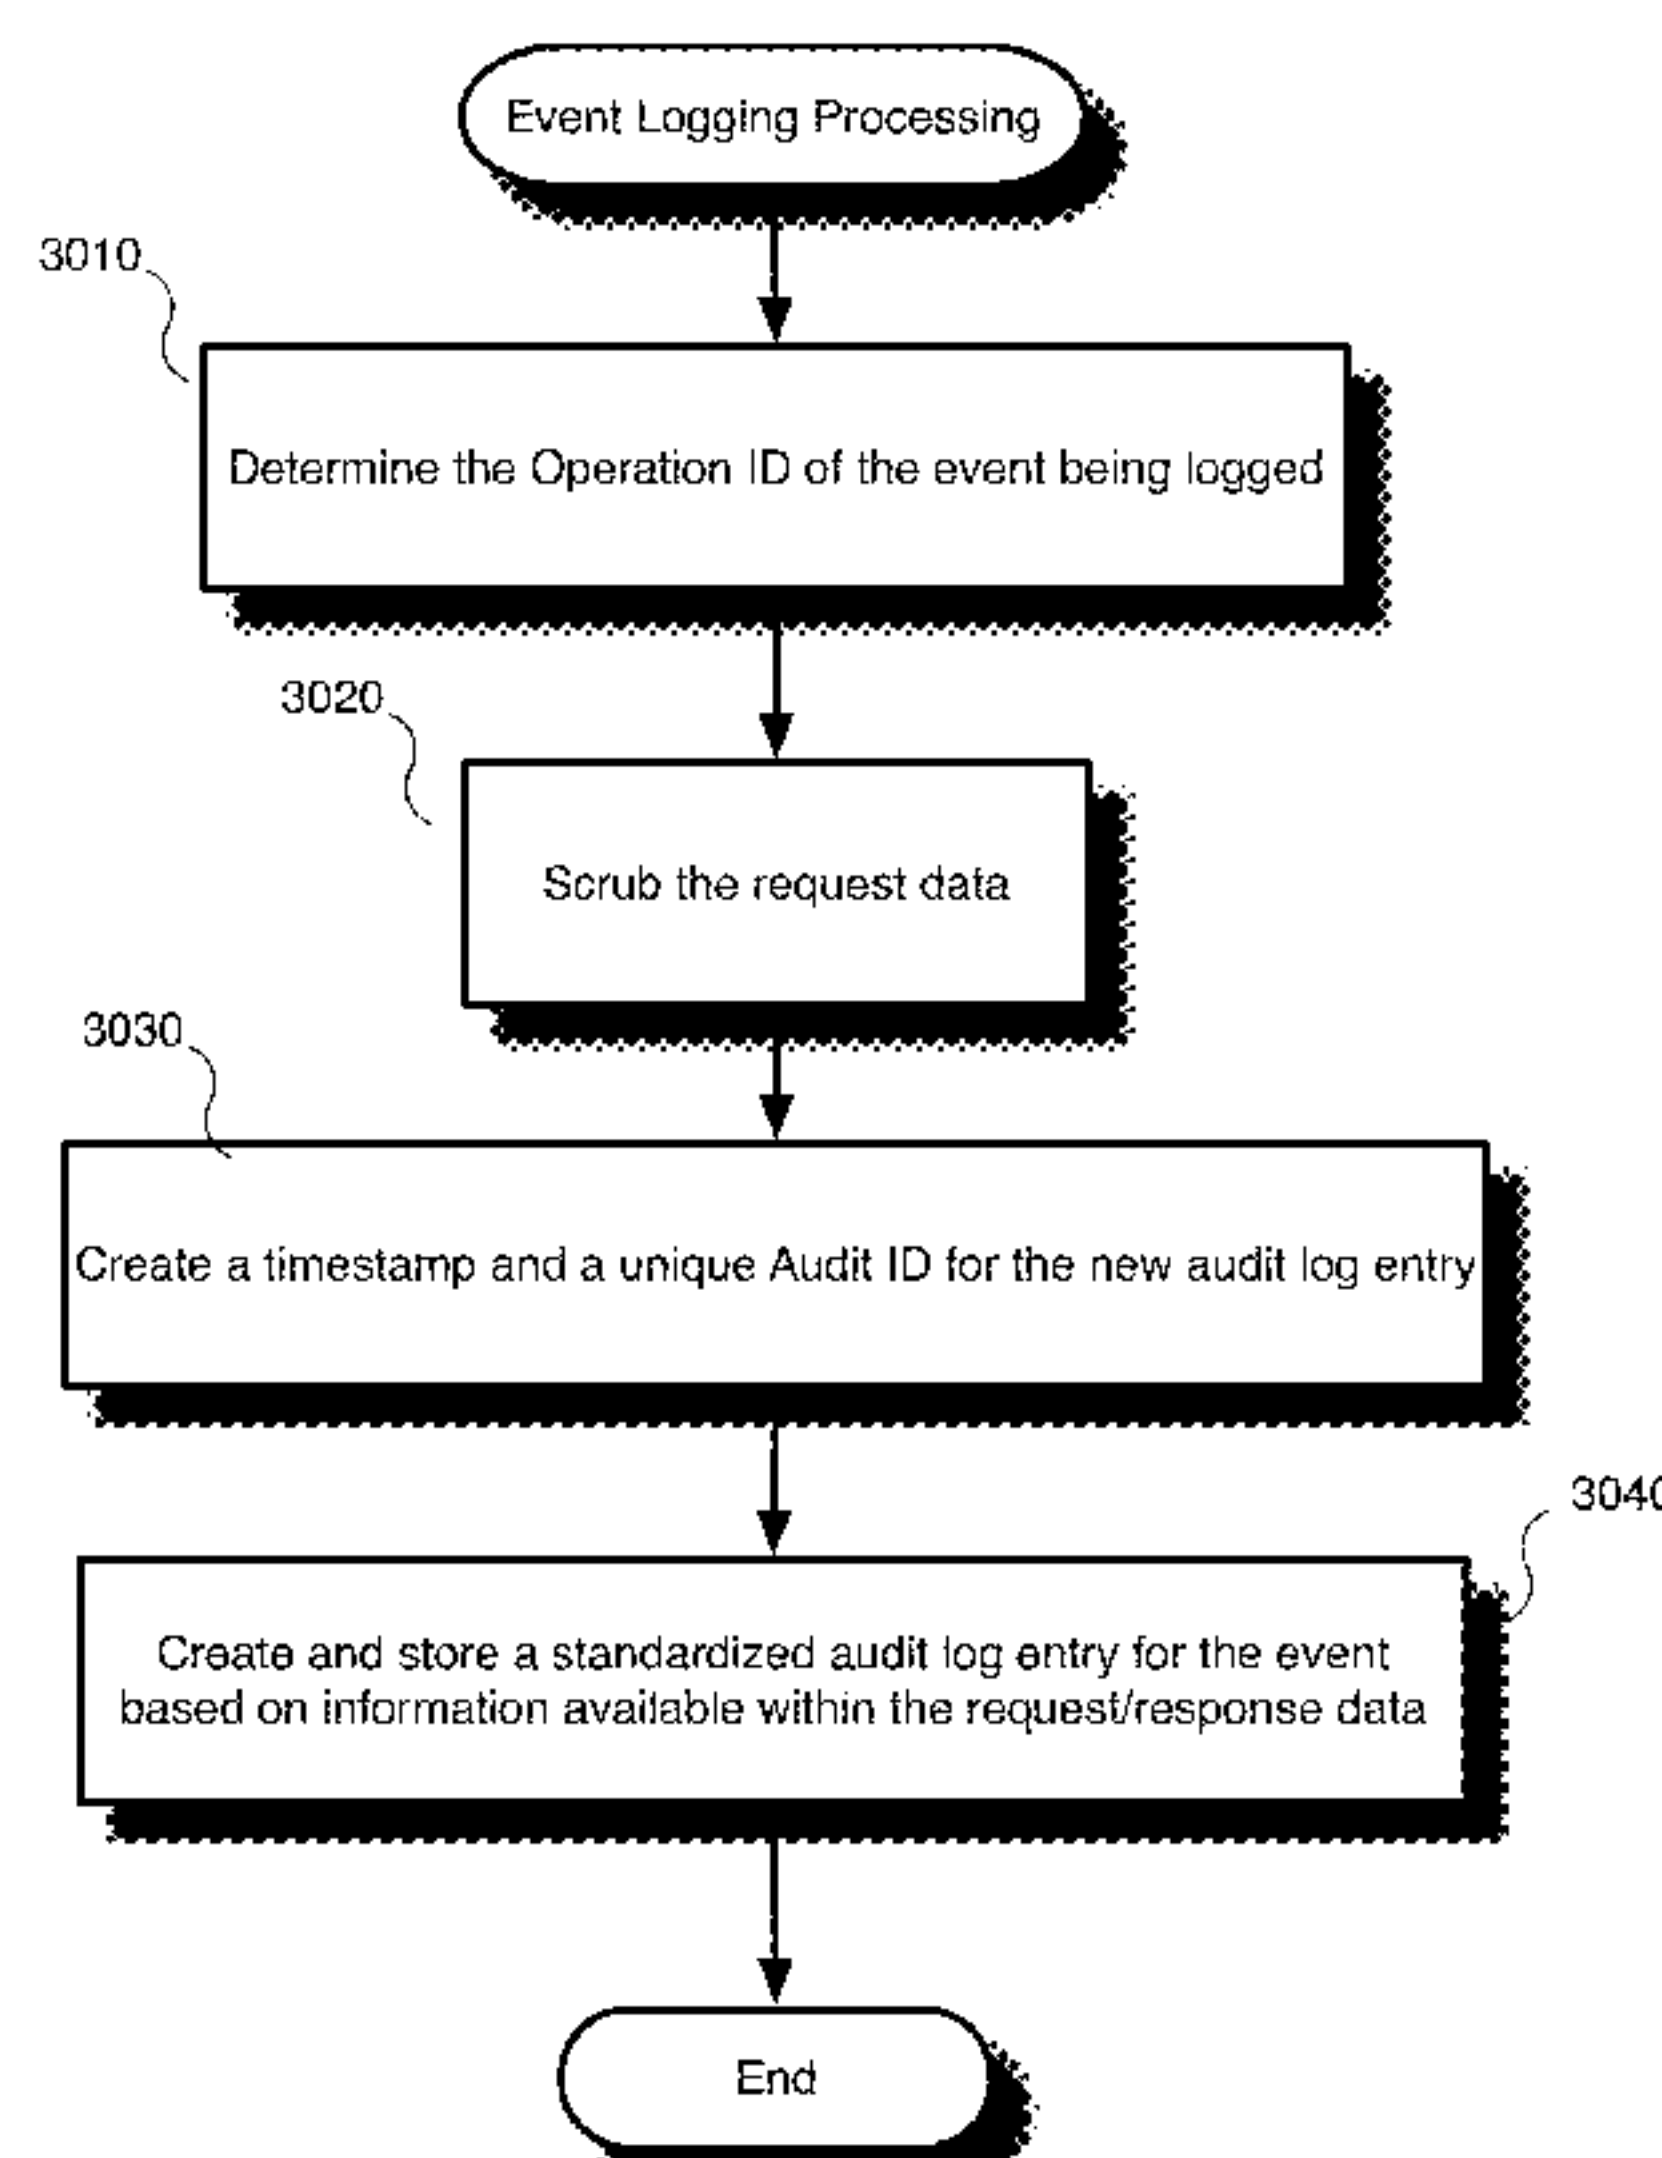 Event Logging Processing
3010
Determine the Operation ID of the event being logged
3020
Scrub the request data
3030
Create a timestamp and a unique Audit ID for the new audit log entry
3040
Create and store a standardized audit log entry for the event
based on information available within the request/response data
End